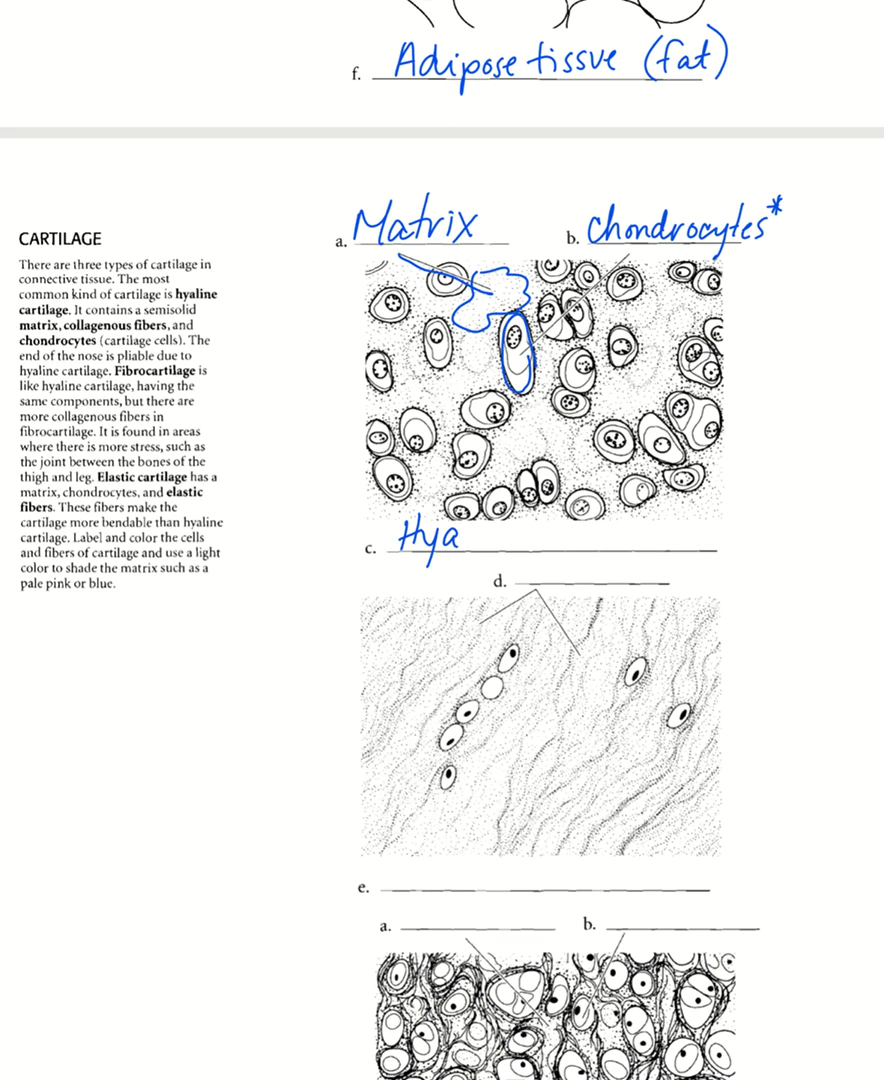 f. Adipose tissue (fat)
a. Matrix b. Chondrocytes*
CARTILAGE
There are three types of cartilage in
connective tissue. The most
common kind of cartilage is hyaline
cartilage. It contains a semisolid
matrix, collagenous fibers, and
chondrocytes (cartilage cells). The
end of the nose is pliable due to
hyaline cartilage. Fibrocartilage is
like hyaline cartilage, having the
same components, but there are
more collagenous fibers in
fibrocartilage. It is found in areas
where there is more stress, such as
the joint between the bones of the
thigh and leg. Elastic cartilage has a
matrix, chondrocytes, and elastic
fibers. These fibers make the
cartilage more bendable than hyaline
cartilage. Label and color the cells
and fibers of cartilage and use a light
color to shade the matrix such as a
pale pink or blue.
c. Hya
d.
e.
a. b.